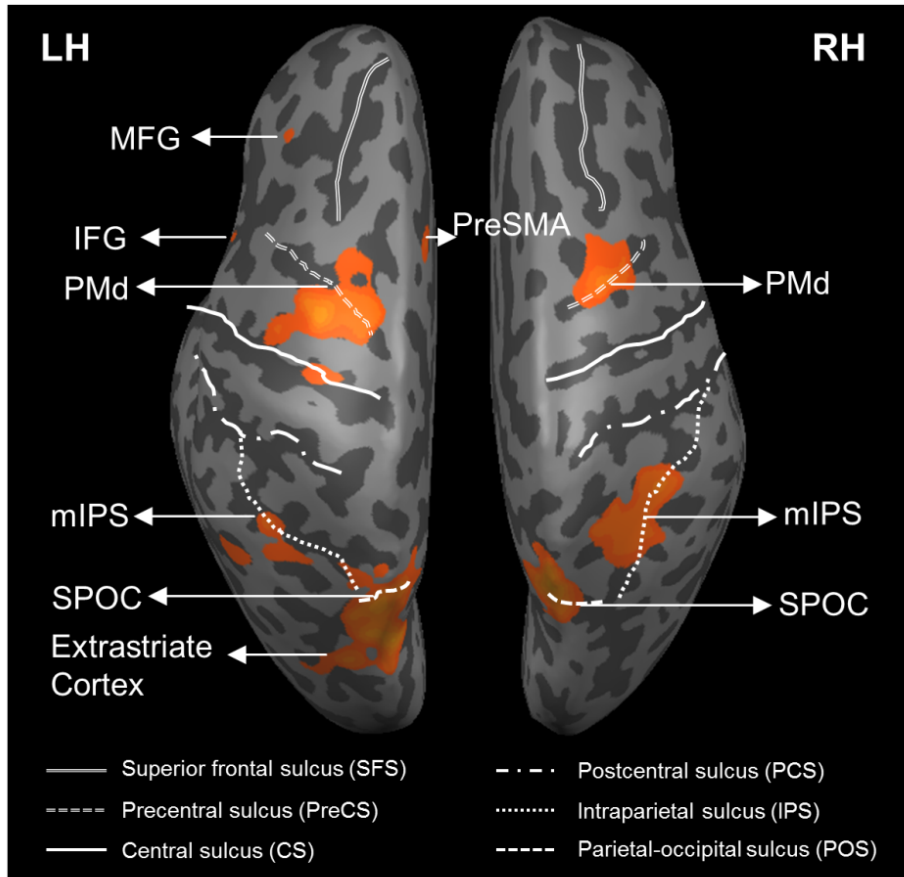 LH
RH
MFG
IFG
PreSMA
PMd
PMd
mIPS
mIPS
SPOC
SPOC
Extrastriate
Cortex
Superior frontal sulcus (SFS)
Postcentral sulcus (PCS)
Precentral sulcus (PreCS)
Intraparietal sulcus (IPS)
Central sulcus (CS)
Parietal-occipital sulcus (POS)